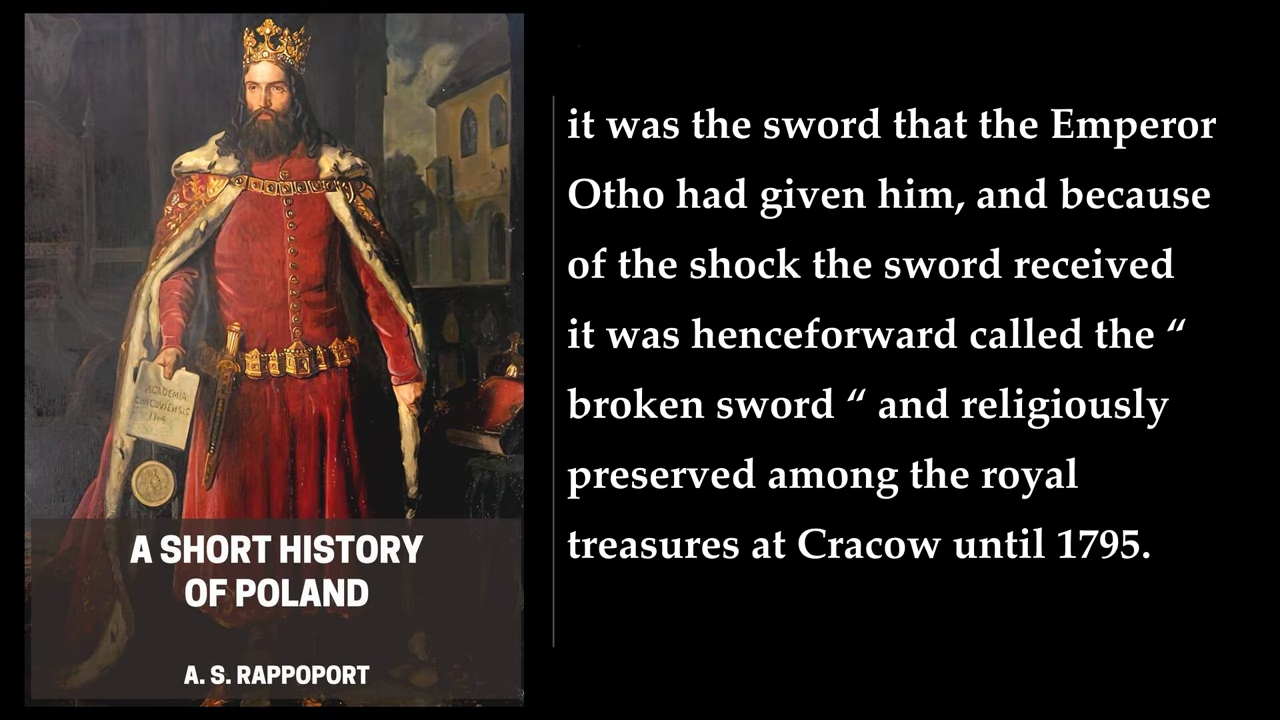 ACADEMIA
CRACOVIENSIS
1364
A SHORT HISTORY
OF POLAND
A. S. RAPPOPORT
it was the sword that the Emperor
Otho had given him, and because
of the shock the sword received
it was henceforward called the “
broken sword “ and religiously
preserved among the royal
treasures at Cracow until 1795.